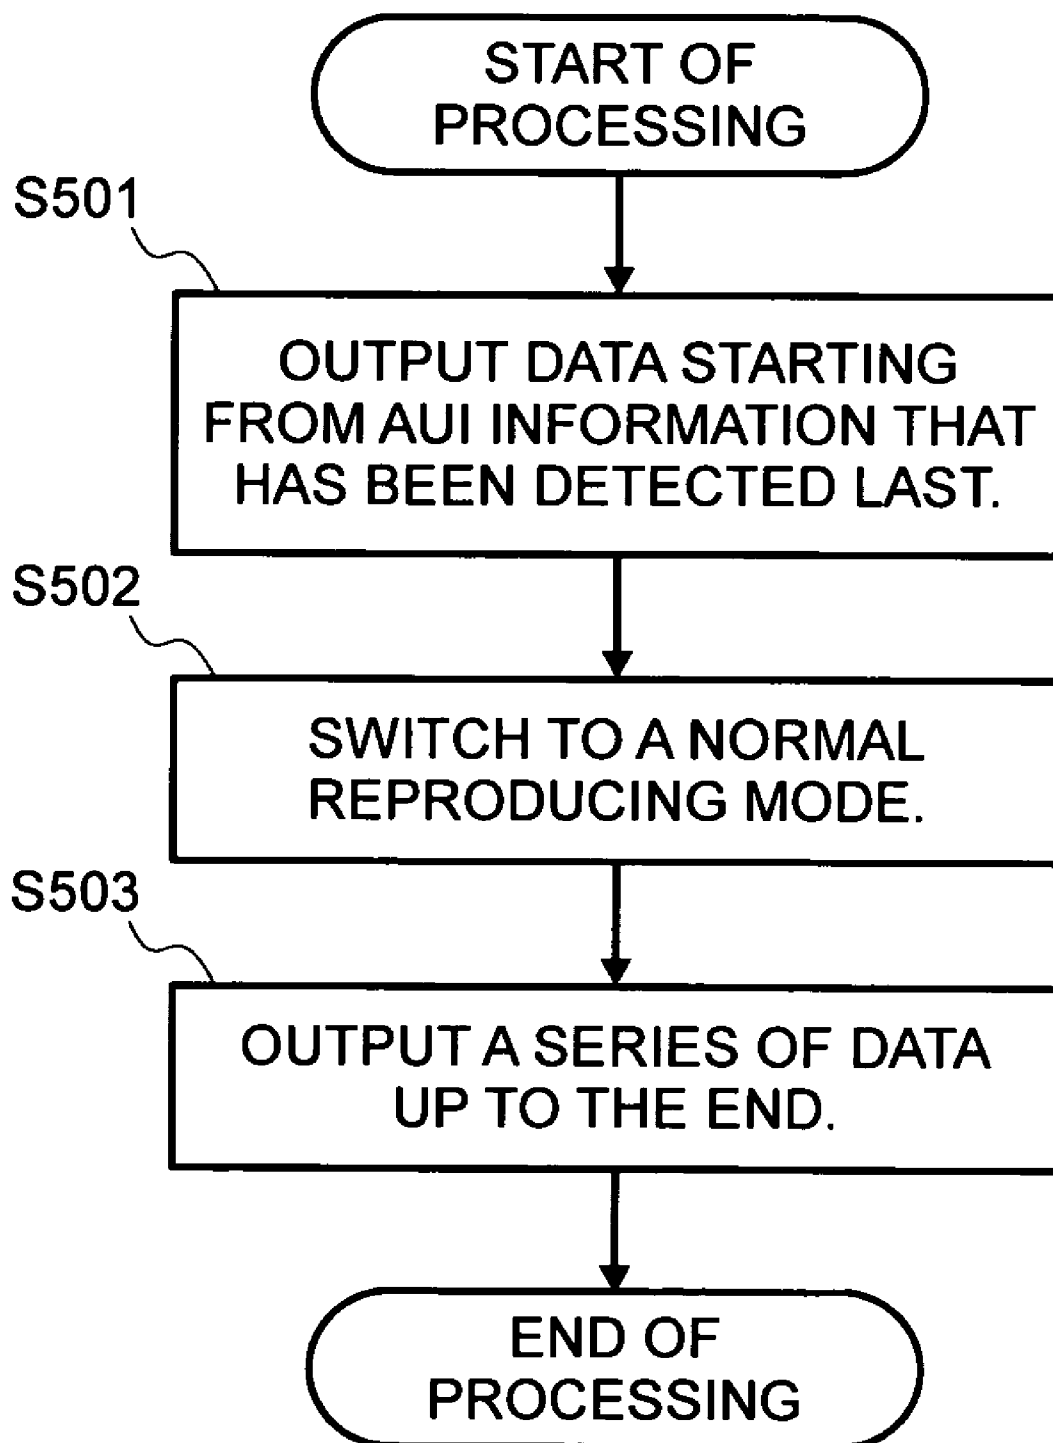 START OF
PROCESSING
S501
OUTPUT DATA STARTING
FROM AUI INFORMATION THAT
HAS BEEN DETECTED LAST.
S502
SWITCH TO A NORMAL
REPRODUCING MODE.
S503
OUTPUT A SERIES OF DATA
UP TO THE END.
END OF
PROCESSING